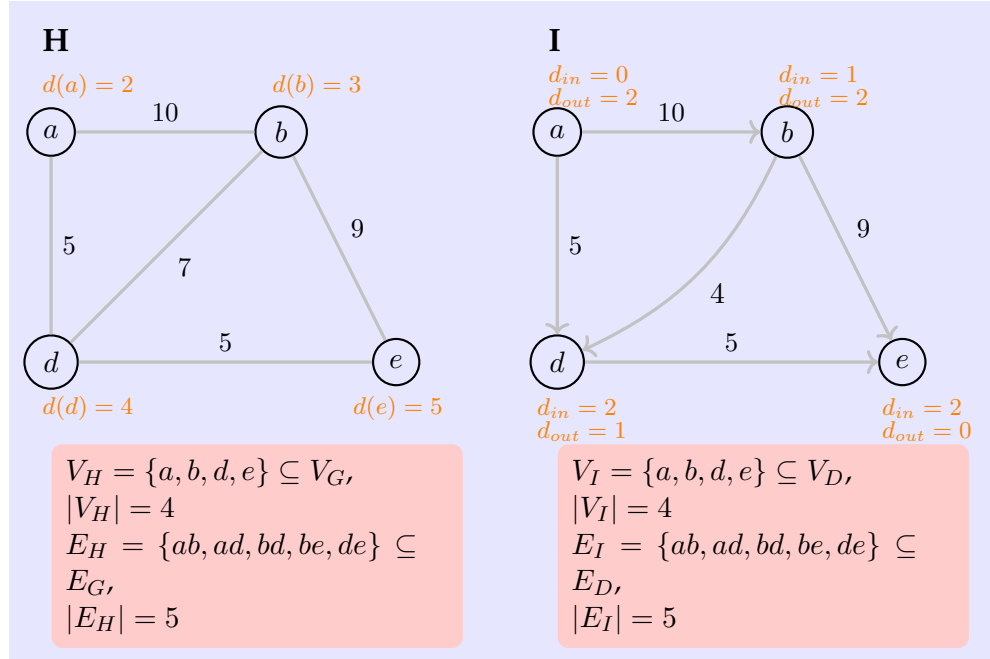 H
d(a) = 2
d(b) = 3
a
10
b
5
7
9
d
5
e
d(d) = 4
d(e) = 5
V_H = {a, b, d, e} ⊆ V_G,
|V_H| = 4
E_H = {ab, ad, bd, be, de} ⊆
E_G,
|E_H| = 5
I
d_in = 0
d_out = 2
d_in = 1
d_out = 2
a
10
b
5
4
9
d
5
e
d_in = 2
d_out = 1
d_in = 2
d_out = 0
V_I = {a, b, d, e} ⊆ V_D,
|V_I| = 4
E_I = {ab, ad, bd, be, de} ⊆
E_D,
|E_I| = 5